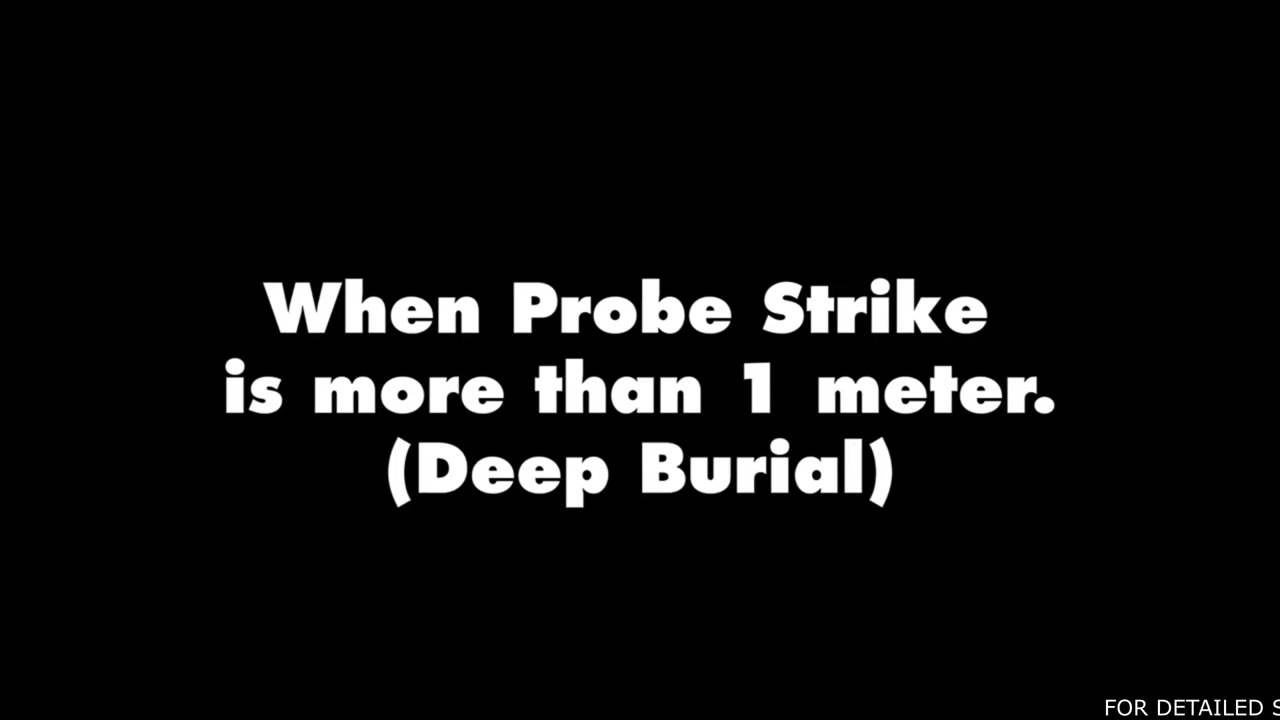 When Probe Strike
is more than 1 meter.
(Deep Burial)
FOR DETAILED